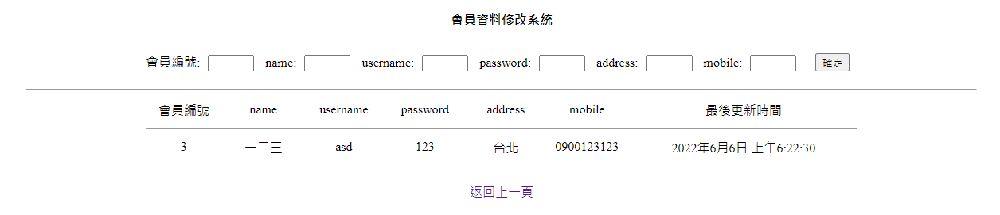 會員資料修改系統
會員編號: name: username: password: address: mobile: 確定
會員編號 name username password address mobile 最後更新時間
3 一二三 asd 123 台北 0900123123 2022年6月6日 上午6:22:30
返回上一頁